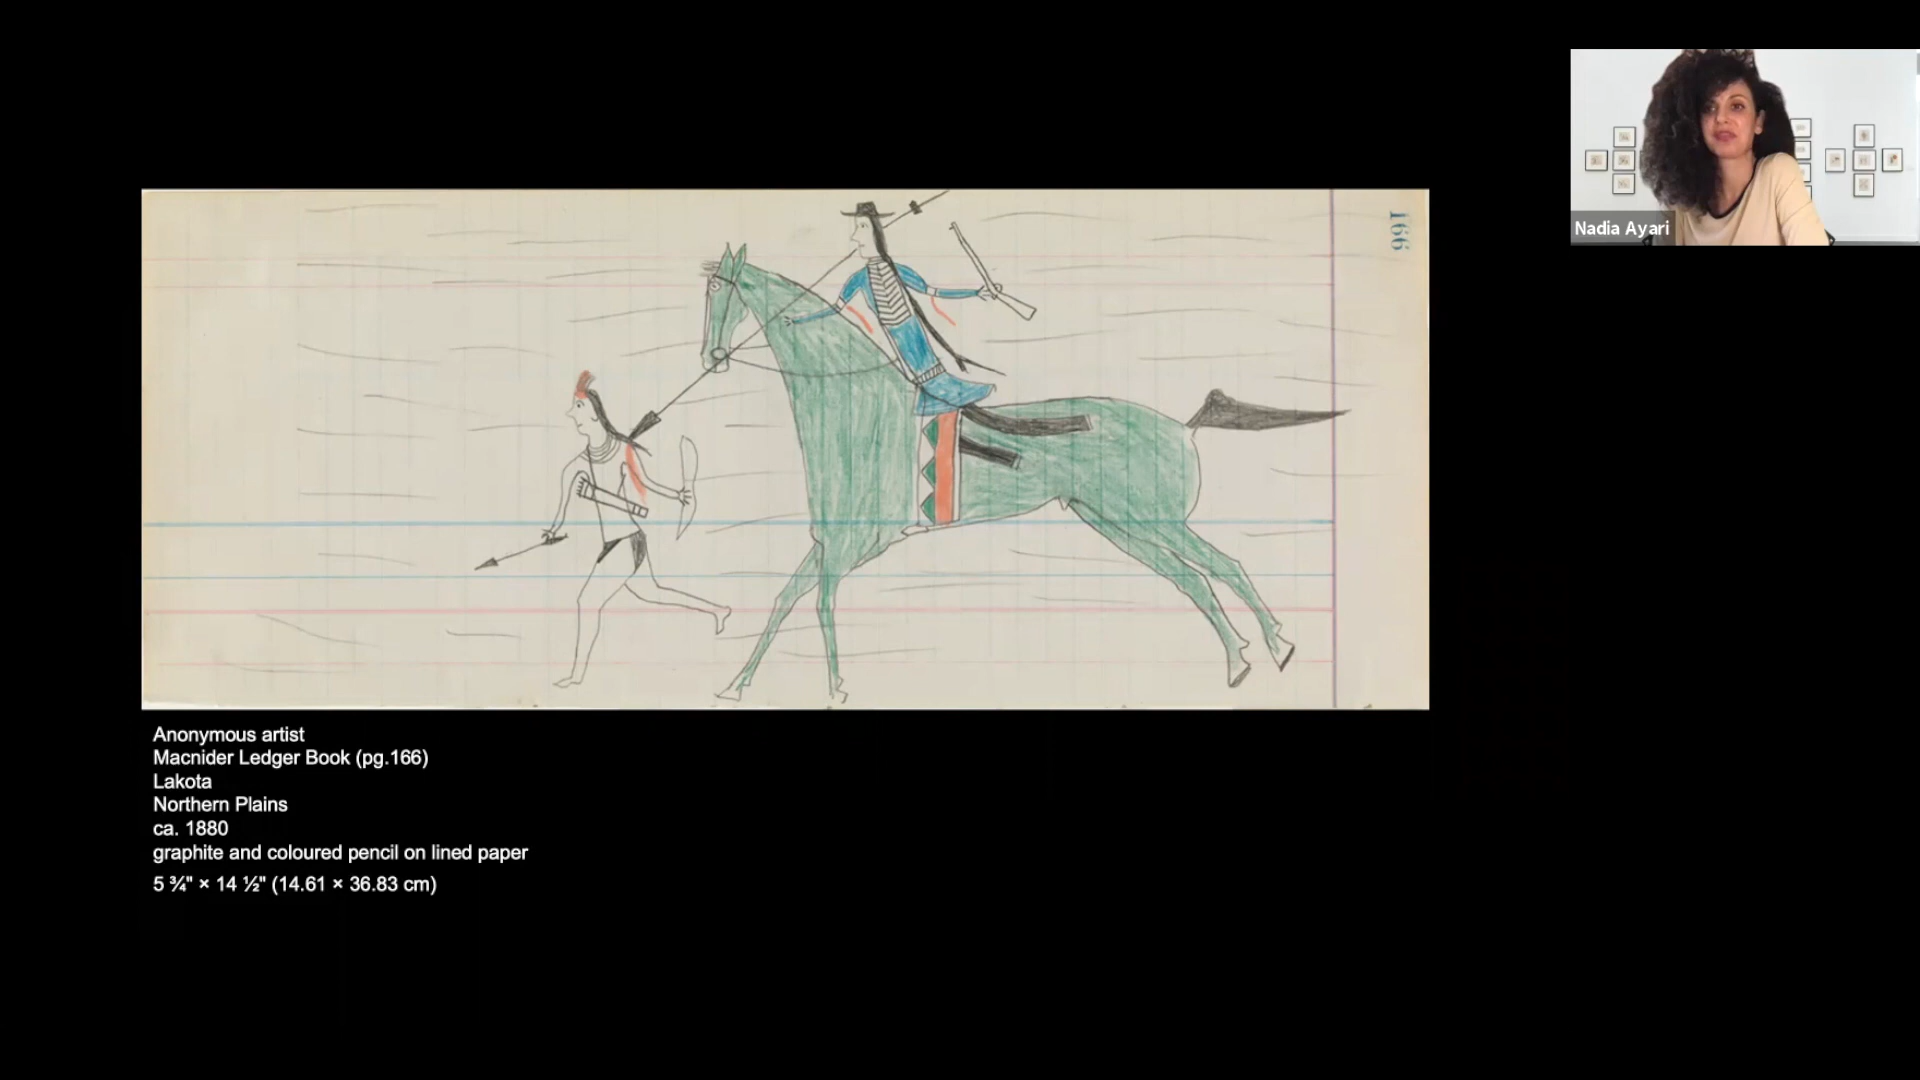 Nadia Ayari
166
Anonymous artist
Macnider Ledger Book (pg.166)
Lakota
Northern Plains
ca. 1880
graphite and coloured pencil on lined paper
5 ¾" × 14 ½" (14.61 × 36.83 cm)